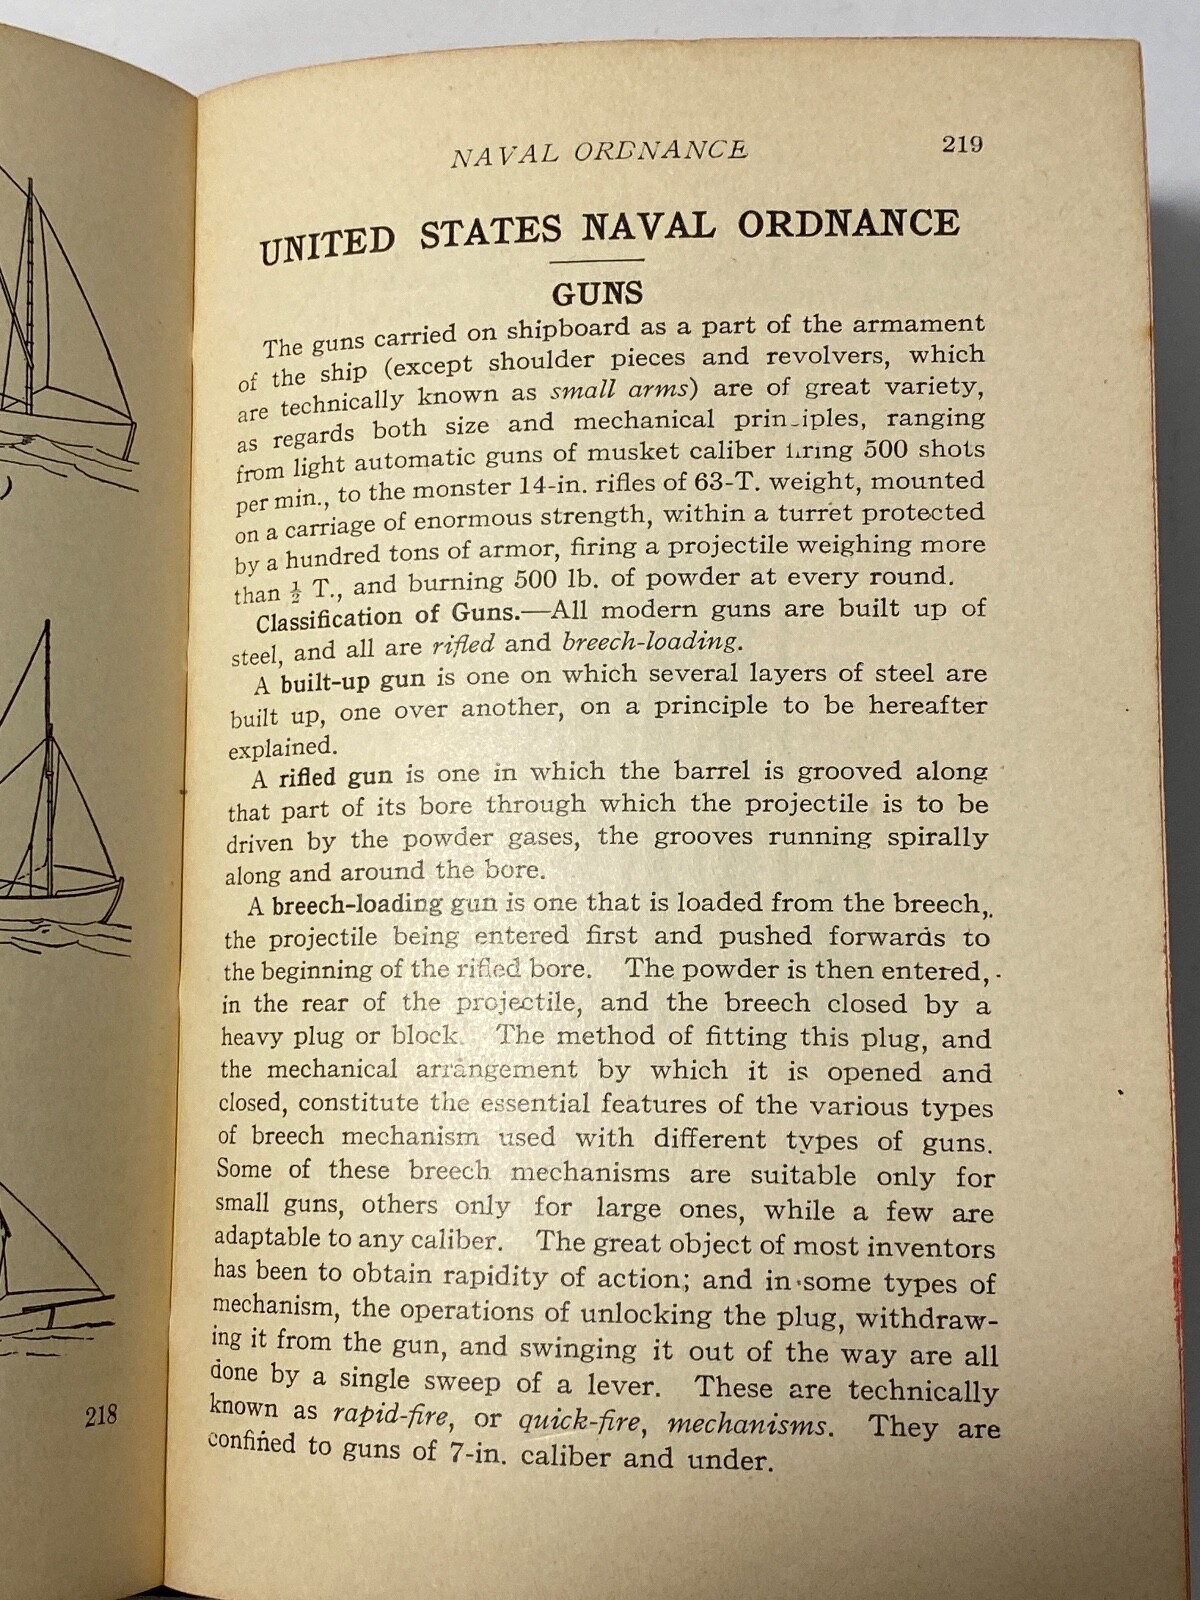 NAVAL ORDNANCE 219
UNITED STATES NAVAL ORDNANCE
GUNS
The guns carried on shipboard as a part of the armament
of the ship (except shoulder pieces and revolvers, which
are technically known as small arms) are of great variety,
as regards both size and mechanical principles, ranging
from light automatic guns of musket caliber firing 500 shots
per min., to the monster 14-in. rifles of 63-T. weight, mounted
on a carriage of enormous strength, within a turret protected
by a hundred tons of armor, firing a projectile weighing more
than ½ T., and burning 500 lb. of powder at every round.
Classification of Guns.—All modern guns are built up of
steel, and all are rifled and breech-loading.
A built-up gun is one on which several layers of steel are
built up, one over another, on a principle to be hereafter
explained.
A rifled gun is one in which the barrel is grooved along
that part of its bore through which the projectile is to be
driven by the powder gases, the grooves running spirally
along and around the bore.
A breech-loading gun is one that is loaded from the breech,
the projectile being entered first and pushed forwards to
the beginning of the rifled bore. The powder is then entered,
in the rear of the projectile, and the breech closed by a
heavy plug or block. The method of fitting this plug, and
the mechanical arrangement by which it is opened and
closed, constitute the essential features of the various types
of breech mechanism used with different types of guns.
Some of these breech mechanisms are suitable only for
small guns, others only for large ones, while a few are
adaptable to any caliber. The great object of most inventors
has been to obtain rapidity of action; and in some types of
mechanism, the operations of unlocking the plug, withdraw-
ing it from the gun, and swinging it out of the way are all
done by a single sweep of a lever. These are technically
known as rapid-fire, or quick-fire, mechanisms. They are
confined to guns of 7-in. caliber and under.
218